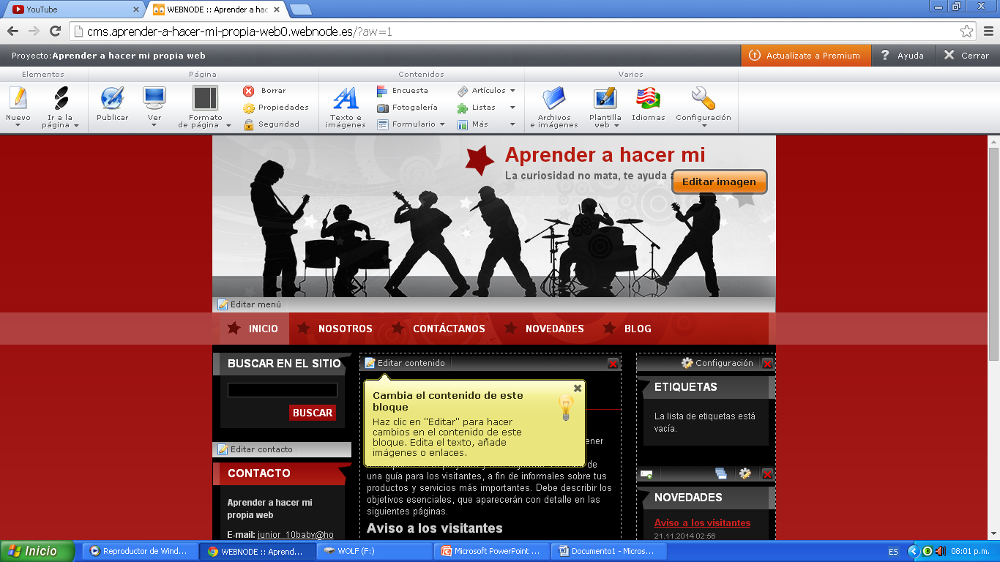 YouTube
WEBNODE :: Aprender a hac
cms.aprender-a-hacer-mi-propia-web0.webnode.es/?aw=1
Proyecto:Aprender a hacer mi propia web
Actualízate a Premium
Ayuda
Cerrar
Elementos
Página
Contenidos
Varios
Nuevo
Ir a la página
Publicar
Ver
Formato de página
Borrar
Propiedades
Seguridad
Texto e imágenes
Encuesta
Fotogalería
Formulario
Artículos
Listas
Más
Archivos e imágenes
Plantilla web
Idiomas
Configuración
Aprender a hacer mi
La curiosidad no mata, te ayuda a
Editar imagen
Editar menú
INICIO
NOSOTROS
CONTÁCTANOS
NOVEDADES
BLOG
BUSCAR EN EL SITIO
BUSCAR
Editar contacto
CONTACTO
Aprender a hacer mi
propia web
E-mail: junior_10baby@ho
Editar contenido
Cambia el contenido de este
bloque
Haz clic en "Editar" para hacer
cambios en el contenido de este
bloque. Edita el texto, añade
imágenes o enlaces.
ener
de
una guía para los visitantes, a fin de informales sobre tus
productos y servicios más importantes. Debe describir los
objetivos esenciales, que aparecerán con detalle en las
siguientes páginas.
Aviso a los visitantes
Configuración
ETIQUETAS
La lista de etiquetas está
vacía.
NOVEDADES
Aviso a los visitantes
21.11.2014 02:56
Inicio
Reproductor de Wind...
WEBNODE :: Aprend...
WOLF (F:)
Microsoft PowerPoint ...
Documento1 - Micros...
ES
08:01 p.m.